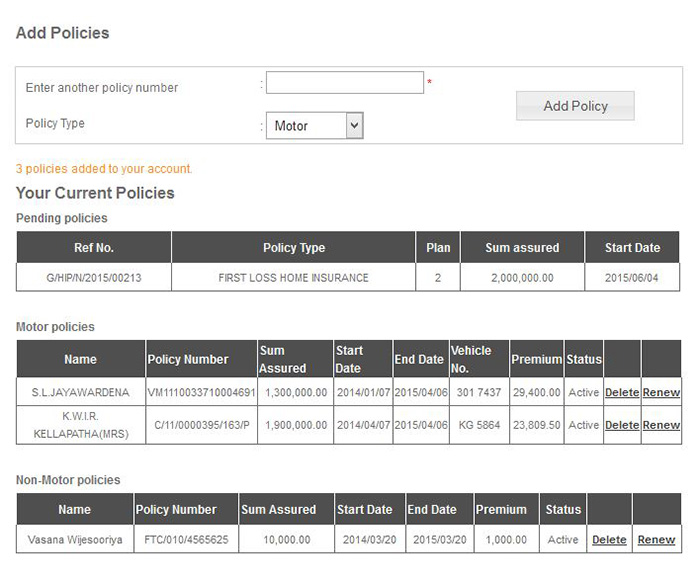 Add Policies
Enter another policy number : *
Add Policy
Policy Type : Motor
3 policies added to your account.
Your Current Policies
Pending policies
Ref No. Policy Type Plan Sum assured Start Date
G/HIP/N/2015/00213 FIRST LOSS HOME INSURANCE 2 2,000,000.00 2015/06/04
Motor policies
Name Policy Number Sum Assured Start Date End Date Vehicle No. Premium Status
S.L.JAYAWARDENA VM1110033710004691 1,300,000.00 2014/01/07 2015/04/06 301 7437 29,400.00 Active Delete Renew
K.W.I.R. KELLAPATHA(MRS) C/11/0000395/163/P 1,900,000.00 2014/04/07 2015/04/06 KG 5864 23,809.50 Active Delete Renew
Non-Motor policies
Name Policy Number Sum Assured Start Date End Date Premium Status
Vasana Wijesooriya FTC/010/4565625 10,000.00 2014/03/20 2015/03/20 1,000.00 Active Delete Renew